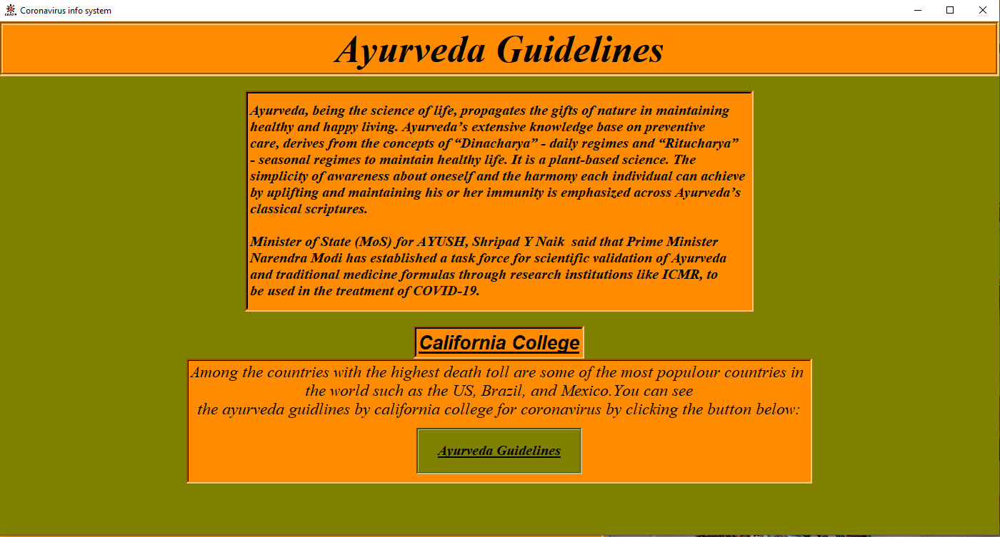 Coronavirus info system
Ayurveda Guidelines
Ayurveda, being the science of life, propagates the gifts of nature in maintaining
healthy and happy living. Ayurveda’s extensive knowledge base on preventive
care, derives from the concepts of “Dinacharya” - daily regimes and “Ritucharya”
- seasonal regimes to maintain healthy life. It is a plant-based science. The
simplicity of awareness about oneself and the harmony each individual can achieve
by uplifting and maintaining his or her immunity is emphasized across Ayurveda’s
classical scriptures.
Minister of State (MoS) for AYUSH, Shripad Y Naik  said that Prime Minister
Narendra Modi has established a task force for scientific validation of Ayurveda
and traditional medicine formulas through research institutions like ICMR, to
be used in the treatment of COVID-19.
California College
Among the countries with the highest death toll are some of the most populour countries in
the world such as the US, Brazil, and Mexico.You can see
the ayurveda guidlines by california college for coronavirus by clicking the button below:
Ayurveda Guidelines